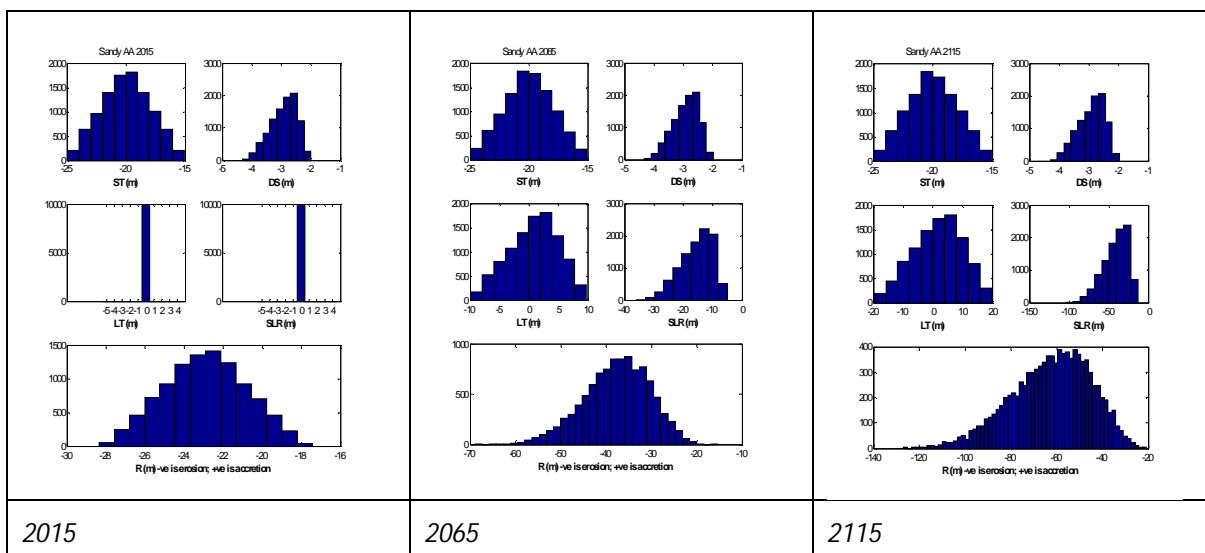 Sandy AA 2015
2000
1500
1000
500
0
-25 -20 -15
ST (m)
3000
2000
1000
0
-5 -4 -3 -2 -1
DS (m)
10000
5000
0
-5-4-3-2-1 0 1 2 3 4
LT (m)
10000
5000
0
-5-4-3-2-1 0 1 2 3 4
SLR (m)
1500
1000
500
0
-30 -28 -26 -24 -22 -20 -18 -16
R (m) -ve is erosion; +ve is accretion
2015
Sandy AA 2065
2000
1500
1000
500
0
-25 -20 -15
ST (m)
3000
2000
1000
0
-5 -4 -3 -2 -1
DS (m)
2000
1500
1000
500
0
-10 -5 0 5 10
LT (m)
3000
2000
1000
0
-40 -30 -20 -10 0
SLR (m)
1000
500
0
-70 -60 -50 -40 -30 -20 -10
R (m) -ve is erosion; +ve is accretion
2065
Sandy AA 2115
2000
1500
1000
500
0
-25 -20 -15
ST (m)
3000
2000
1000
0
-6 -5 -4 -3 -2 -1
DS (m)
2000
1500
1000
500
0
-20 -10 0 10 20
LT (m)
3000
2000
1000
0
-150 -100 -50 0
SLR (m)
400
300
200
100
0
-140 -120 -100 -80 -60 -40 -20
R (m) -ve is erosion; +ve is accretion
2115